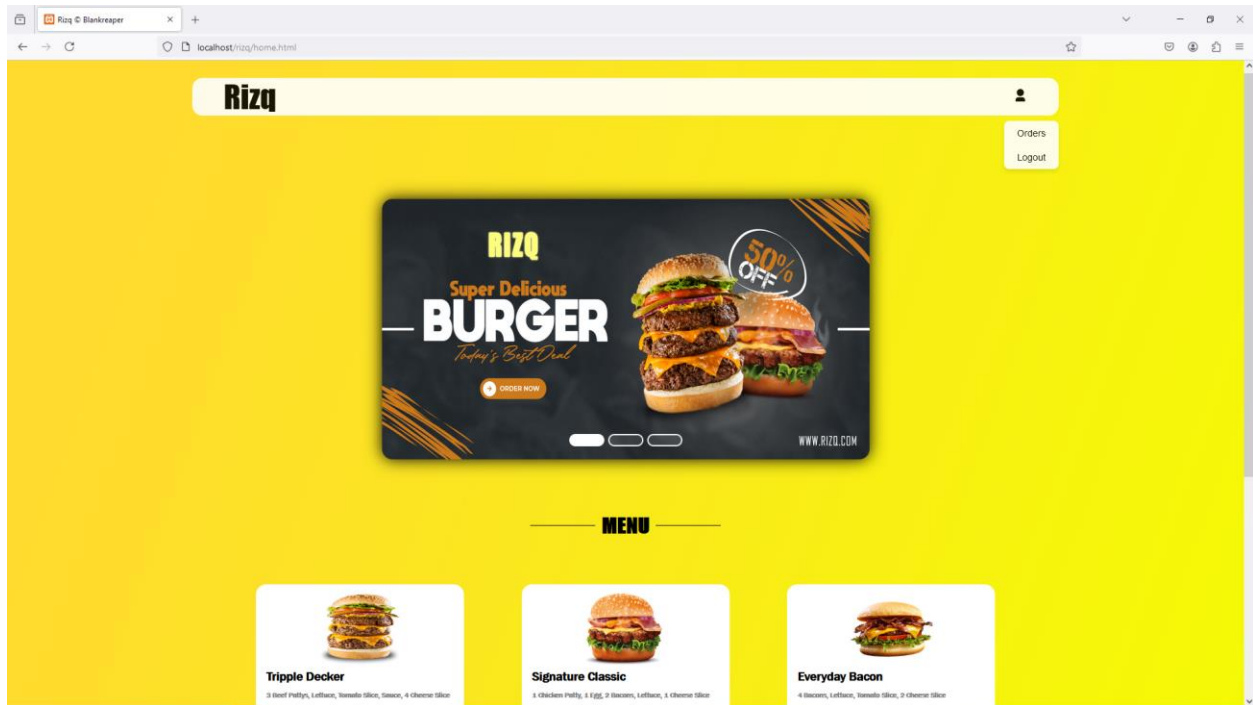 Rizq © Blankreaper
localhost/rizq/home.html
Rizq
Orders
Logout
RIZQ
50%
OFF
Super Delicious
BURGER
Today's Best Deal
ORDER NOW
WWW.RIZQ.COM
MENU
Tripple Decker
3 Beef Pattys, Lettuce, Tomato Slice, Sauce, 4 Cheese Slice
Signature Classic
1 Chicken Patty, 1 Egg, 2 Bacons, Lettuce, 1 Cheese Slice
Everyday Bacon
4 Bacons, Lettuce, Tomato Slice, 2 Cheese Slice